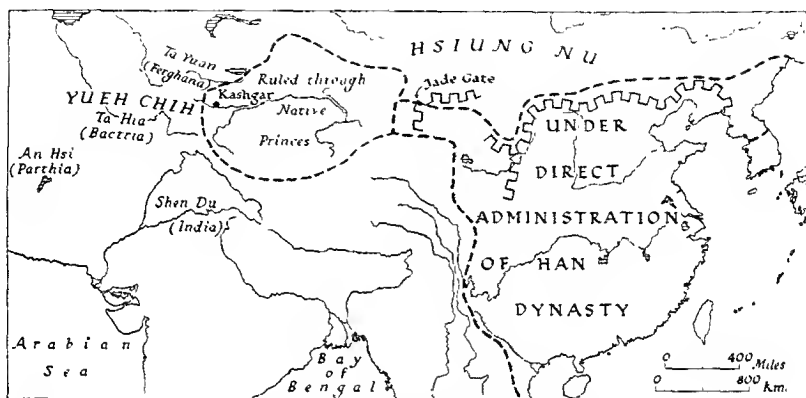 HSIUNG NU
Ta Yuan
(Ferghana)
Ruled through
Jade Gate
Kashgar
YUEH CHIH
Native
Ta-Hia
(Bactria)
Princes
UNDER
An Hsi
(Parthia)
DIRECT
Shen Du
(India)
ADMINISTRATION
OF HAN
DYNASTY
Arabian
Sea
Bay
of
Bengal
0 400
Miles
0 800
Km.